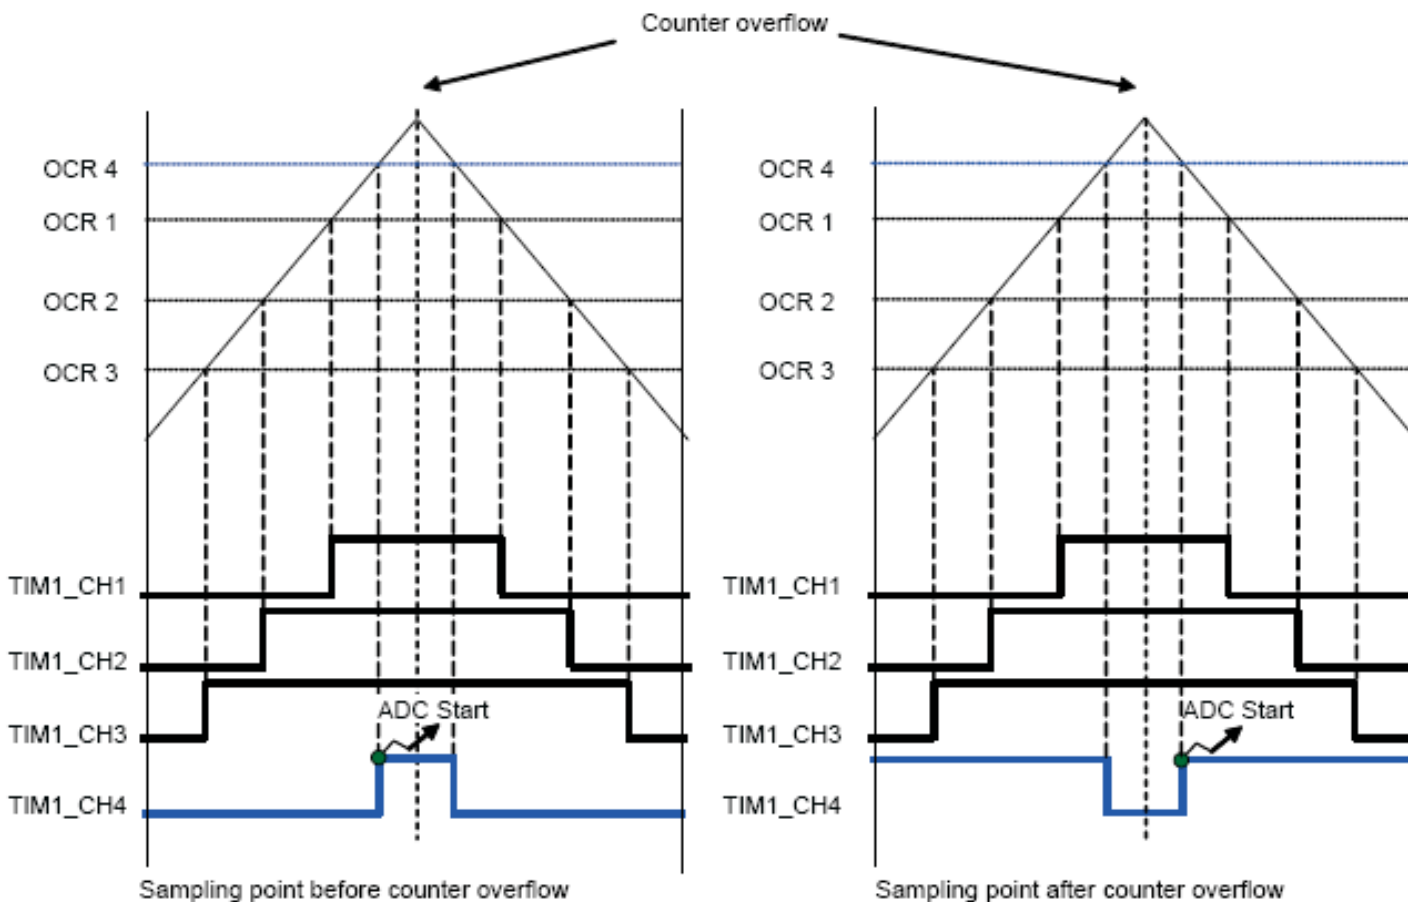 Counter overflow
OCR 4
OCR 1
OCR 2
OCR 3
TIM1_CH1
TIM1_CH2
ADC Start
TIM1_CH3
TIM1_CH4
Sampling point before counter overflow
OCR 4
OCR 1
OCR 2
OCR 3
TIM1_CH1
TIM1_CH2
ADC Start
TIM1_CH3
TIM1_CH4
Sampling point after counter overflow